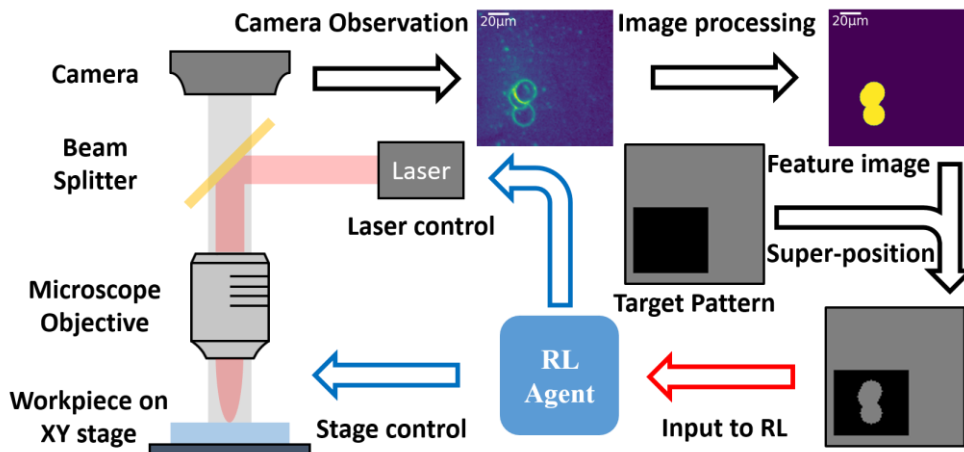 Camera Observation
20μm
Image processing
20μm
Camera
Beam
Splitter
Laser
Laser control
Feature image
Super-position
Target Pattern
Microscope
Objective
RL
Agent
Workpiece on
XY stage
Stage control
Input to RL